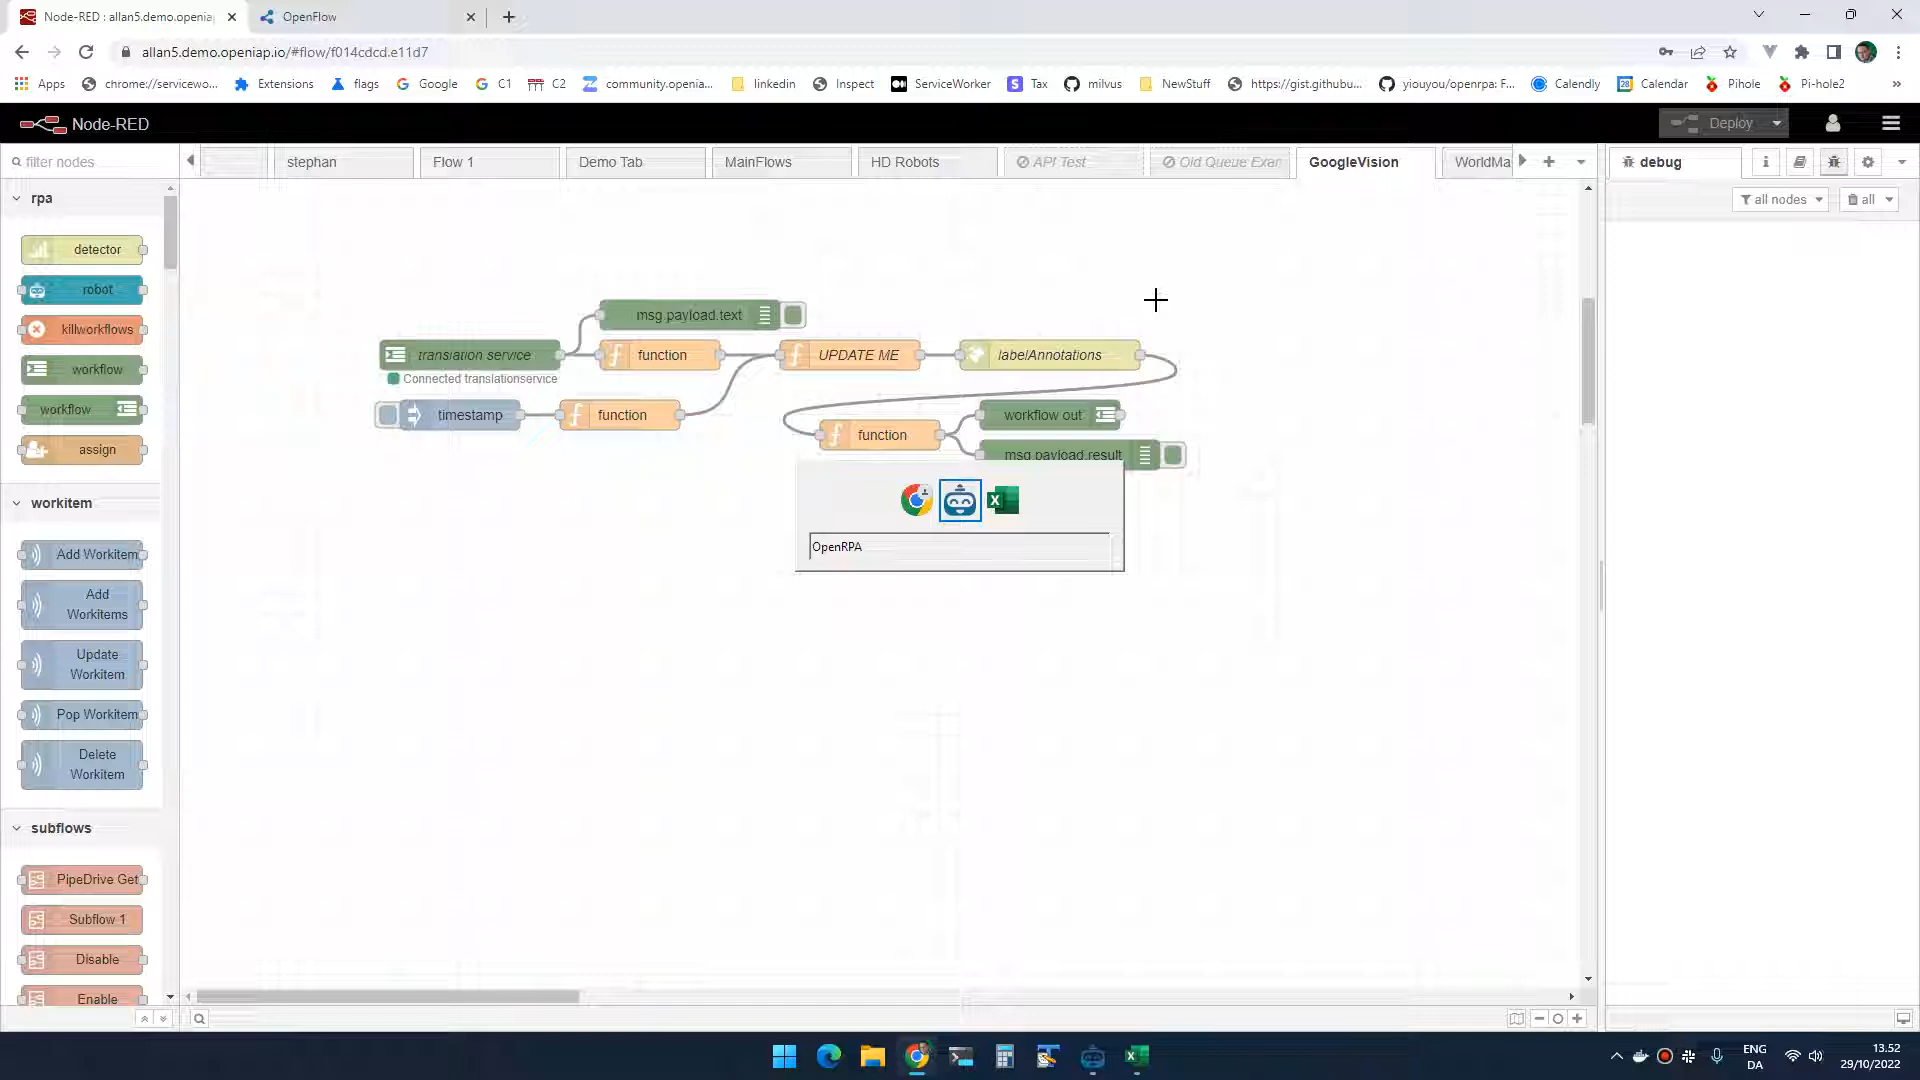 Node-RED : allan5.demo.openia
OpenFlow
allan5.demo.openiap.io/#flow/f014cdcd.e11d7
Apps
chrome://servicewo...
Extensions
flags
Google
C1
C2
community.openia...
linkedin
Inspect
ServiceWorker
Tax
milvus
NewStuff
https://gist.githubu...
yiouyou/openrpa: F...
Calendly
Calendar
Pihole
Pi-hole2
Node-RED
Deploy
filter nodes
stephan
Flow 1
Demo Tab
MainFlows
HD Robots
API Test
Old Queue Exar
GoogleVision
WorldMa
debug
all nodes
all
rpa
detector
robot
killworkflows
workflow
workflow
assign
workitem
Add Workitem
Add Workitems
Update Workitem
Pop Workitem
Delete Workitem
subflows
PipeDrive Get
Subflow 1
Disable
Enable
msg.payload.text
translation service
Connected translationservice
function
UPDATE ME
labelAnnotations
timestamp
function
function
workflow out
msg.payload.result
OpenRPA
ENG
DA
13.52
29/10/2022